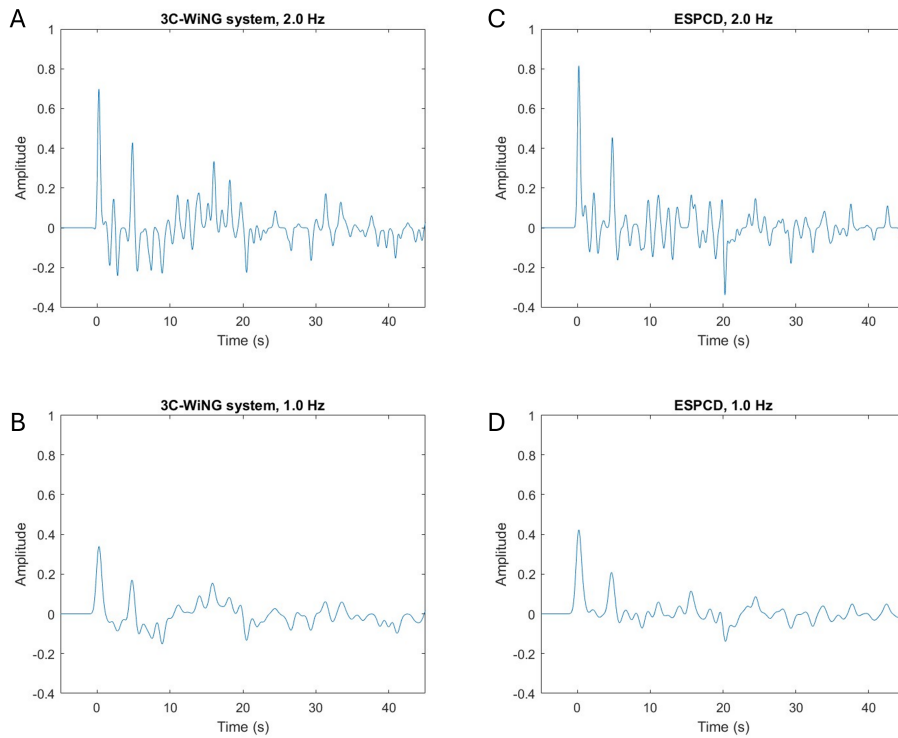 A
3C-WiNG system, 2.0 Hz
1
0.8
0.6
0.4
0.2
0
-0.2
-0.4
Amplitude
0 10 20 30 40
Time (s)
C
ESPCD, 2.0 Hz
1
0.8
0.6
0.4
0.2
0
-0.2
-0.4
Amplitude
0 10 20 30 40
Time (s)
B
3C-WiNG system, 1.0 Hz
1
0.8
0.6
0.4
0.2
0
-0.2
-0.4
Amplitude
0 10 20 30 40
Time (s)
D
ESPCD, 1.0 Hz
1
0.8
0.6
0.4
0.2
0
-0.2
-0.4
Amplitude
0 10 20 30 40
Time (s)